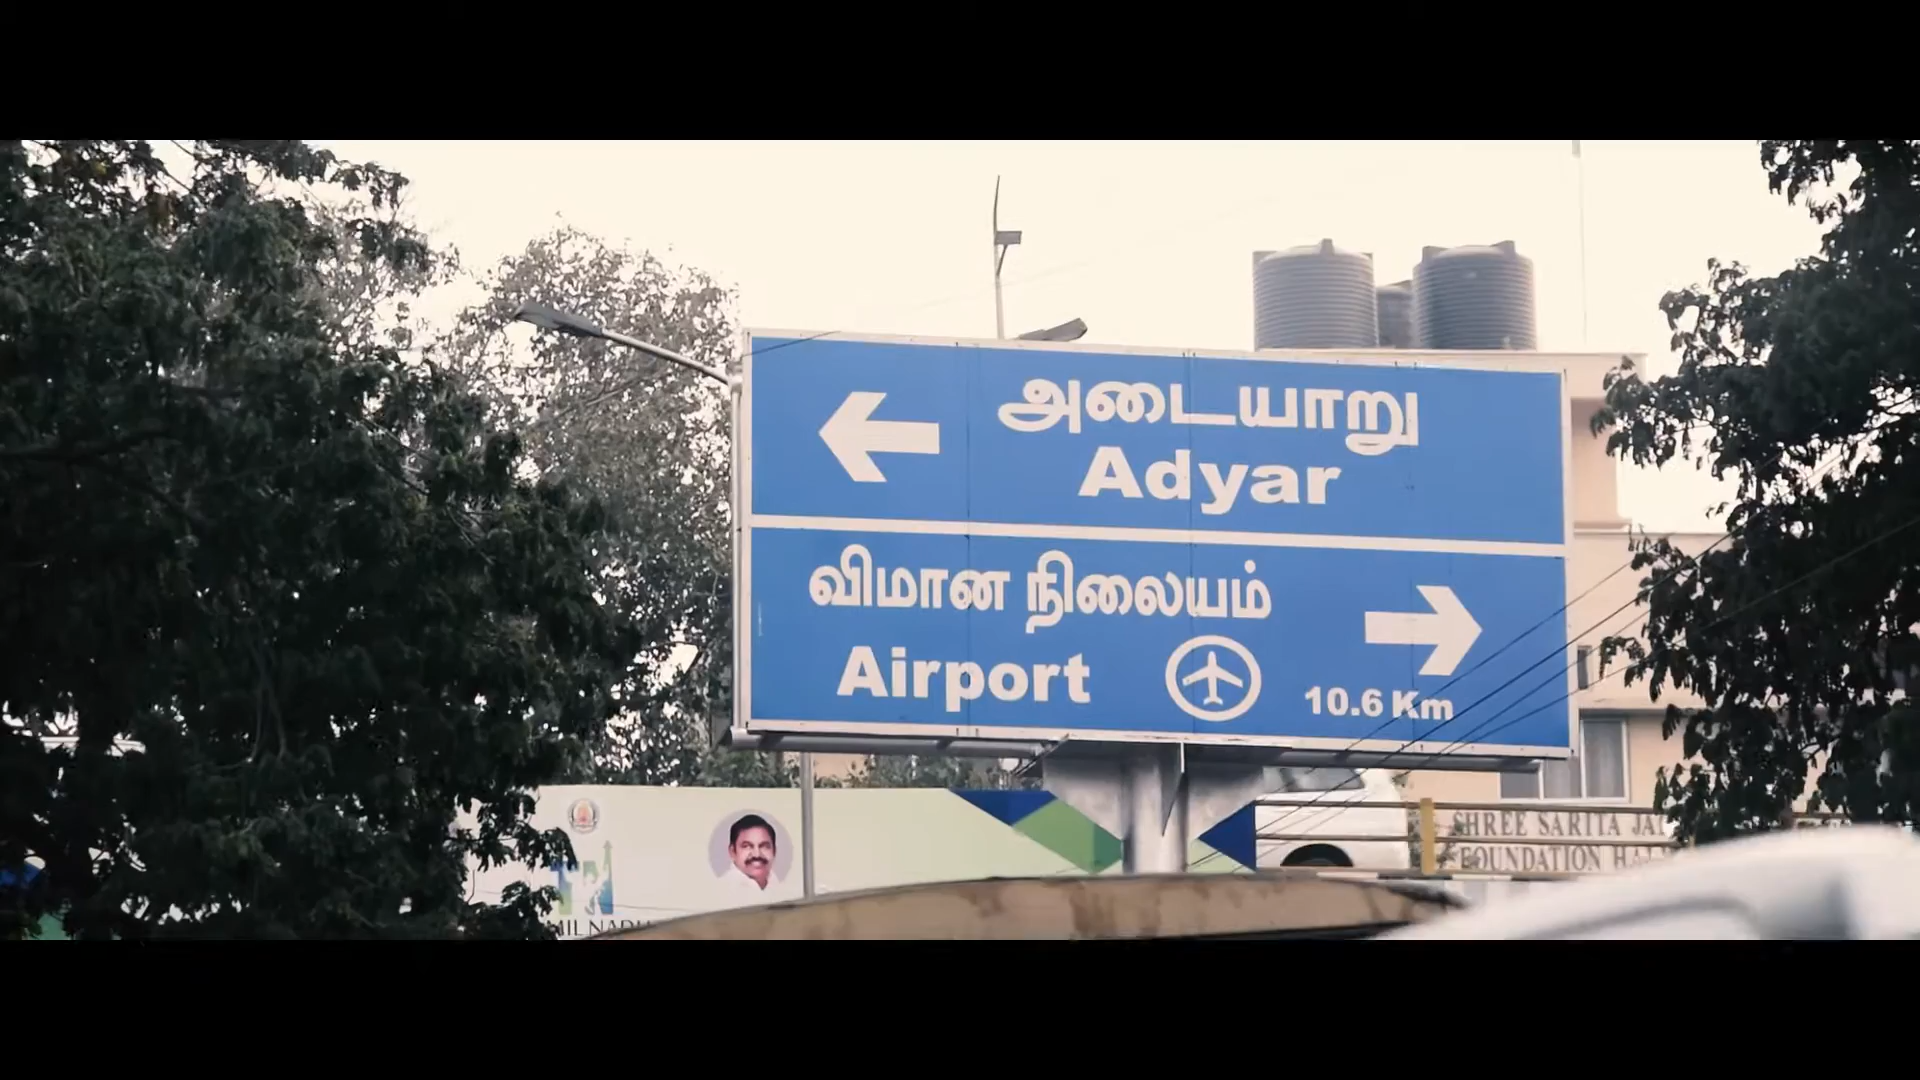 அடையாறு
Adyar
விமான நிலையம்
Airport
10.6 Km
SHREE SARITA
FOUNDATION